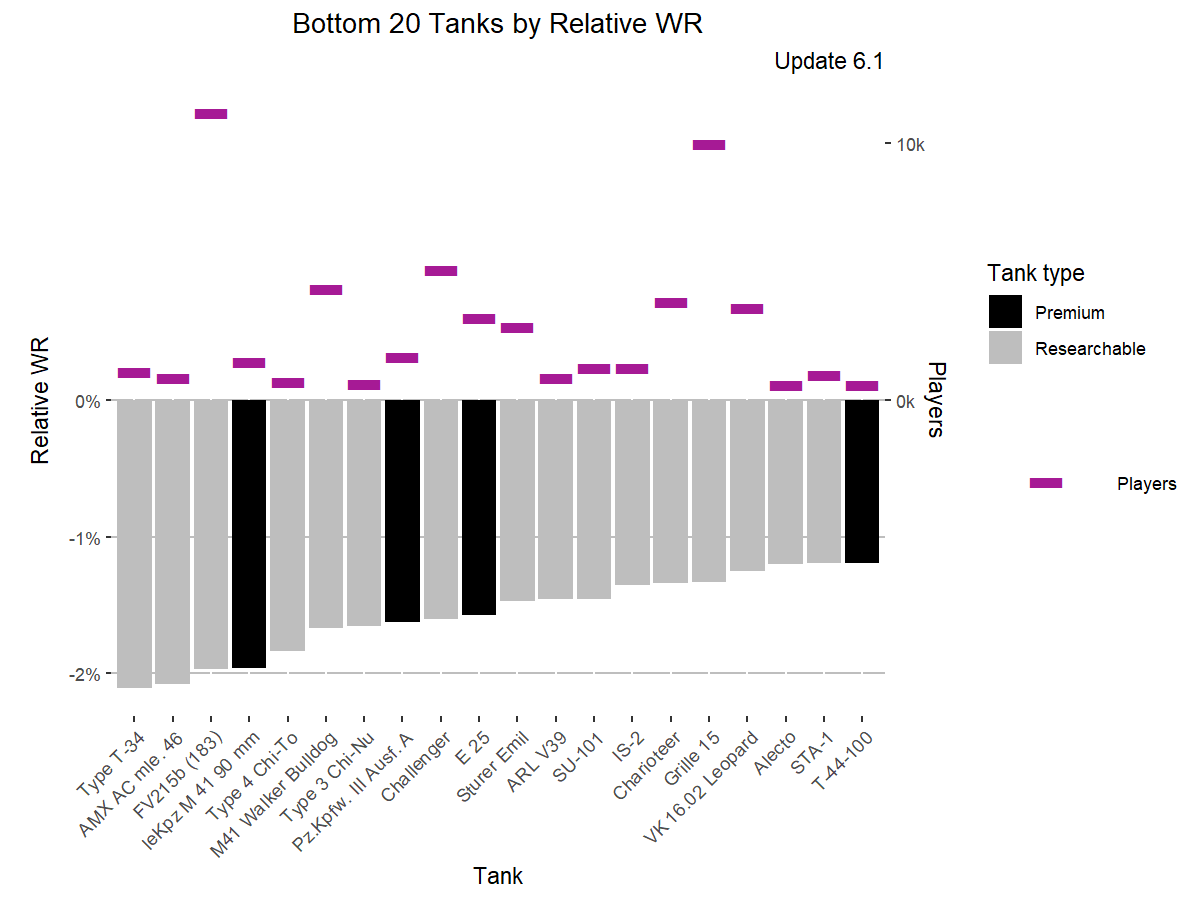 Bottom 20 Tanks by Relative WR
Update 6.1
Relative WR
0%
-1%
-2%
10k
0k
Players
Tank type
Premium
Researchable
Players
Type T-34
AMX AC mle. 46
FV215b (183)
leKpz M 41 90 mm
Type 4 Chi-To
M41 Walker Bulldog
Type 3 Chi-Nu
Pz.Kpfw. III Ausf. A
Challenger
E 25
Sturer Emil
ARL V39
SU-101
IS-2
Charioteer
Grille 15
VK 16.02 Leopard
Alecto
STA-1
T-44-100
Tank